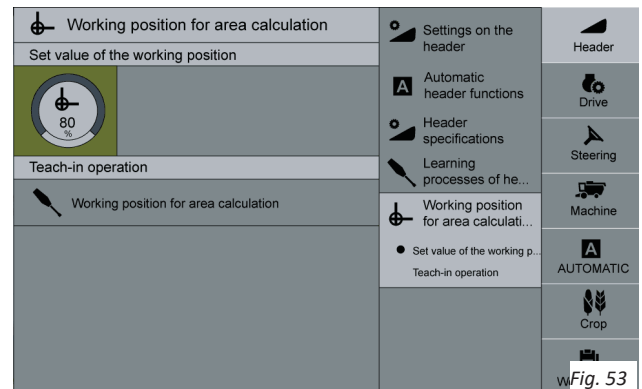 Working position for area calculation
Set value of the working position
80
%
Teach-in operation
Working position for area calculation
Settings on the
header
A
Automatic
header functions
Header
specifications
Learning
processes of he...
Working position
for area calculati...
Set value of the working p...
Teach-in operation
Header
Drive
Steering
Machine
A
AUTOMATIC
Crop
Fig. 53